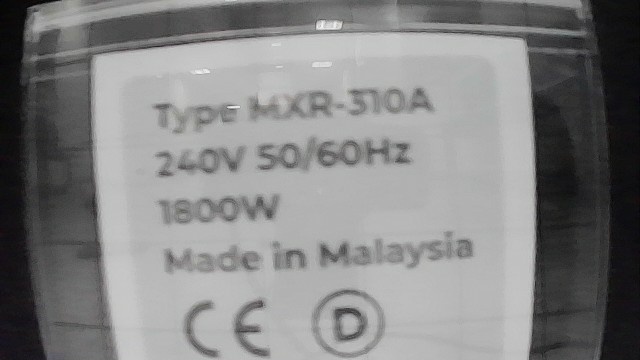 Type MXR-310A
240V 50/60Hz
1800W
Made in Malaysia
CE D